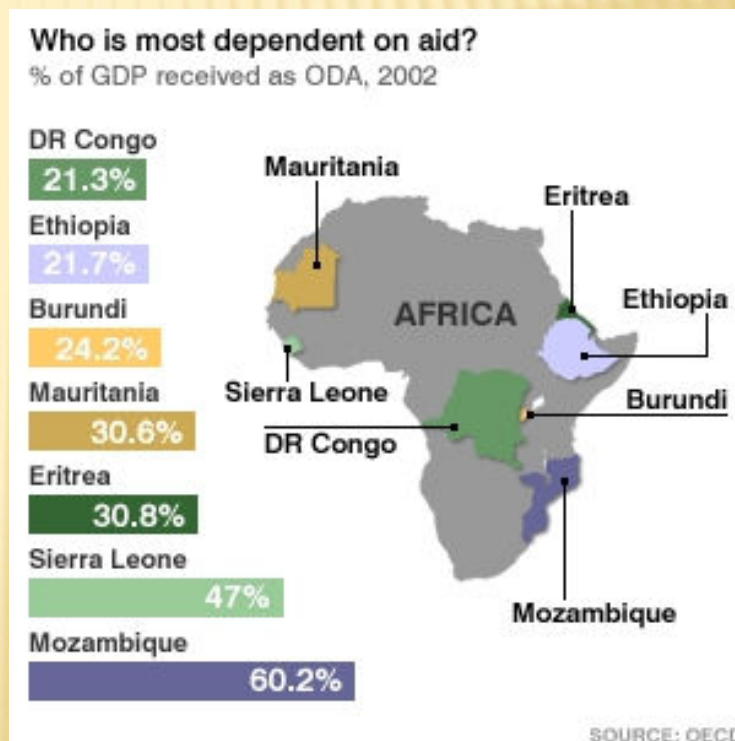 Who is most dependent on aid?
% of GDP received as ODA, 2002
DR Congo
21.3%
Ethiopia
21.7%
Burundi
24.2%
Mauritania
30.6%
Eritrea
30.8%
Sierra Leone
47%
Mozambique
60.2%
Mauritania
Eritrea
AFRICA
Ethiopia
Sierra Leone
Burundi
DR Congo
Mozambique
SOURCE: OECD